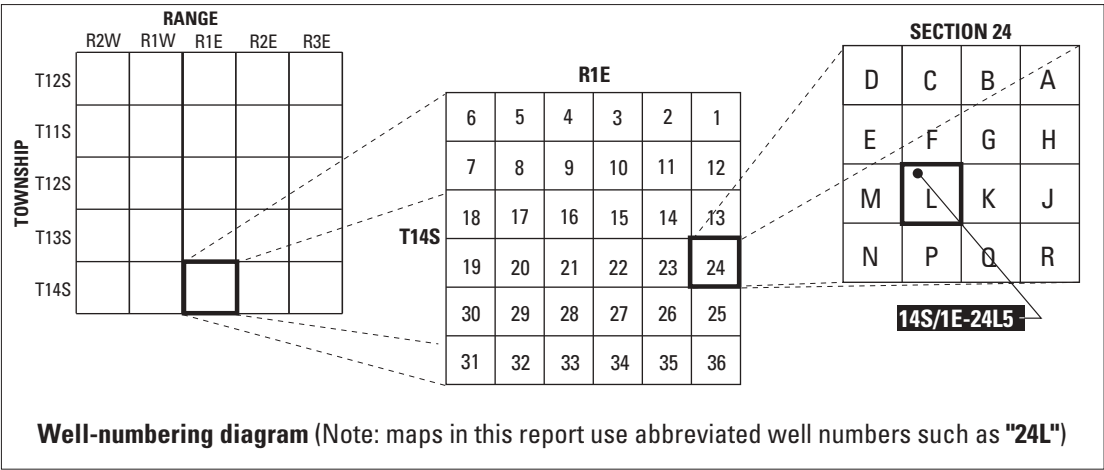 RANGE
R2W R1W R1E R2E R3E
TOWNSHIP
T12S
T11S
T12S
T13S
T14S
R1E
T14S
6 5 4 3 2 1
7 8 9 10 11 12
18 17 16 15 14 13
19 20 21 22 23 24
30 29 28 27 26 25
31 32 33 34 35 36
SECTION 24
D C B A
E F G H
M L K J
N P Q R
14S/1E-24L5
Well-numbering diagram (Note: maps in this report use abbreviated well numbers such as "24L")